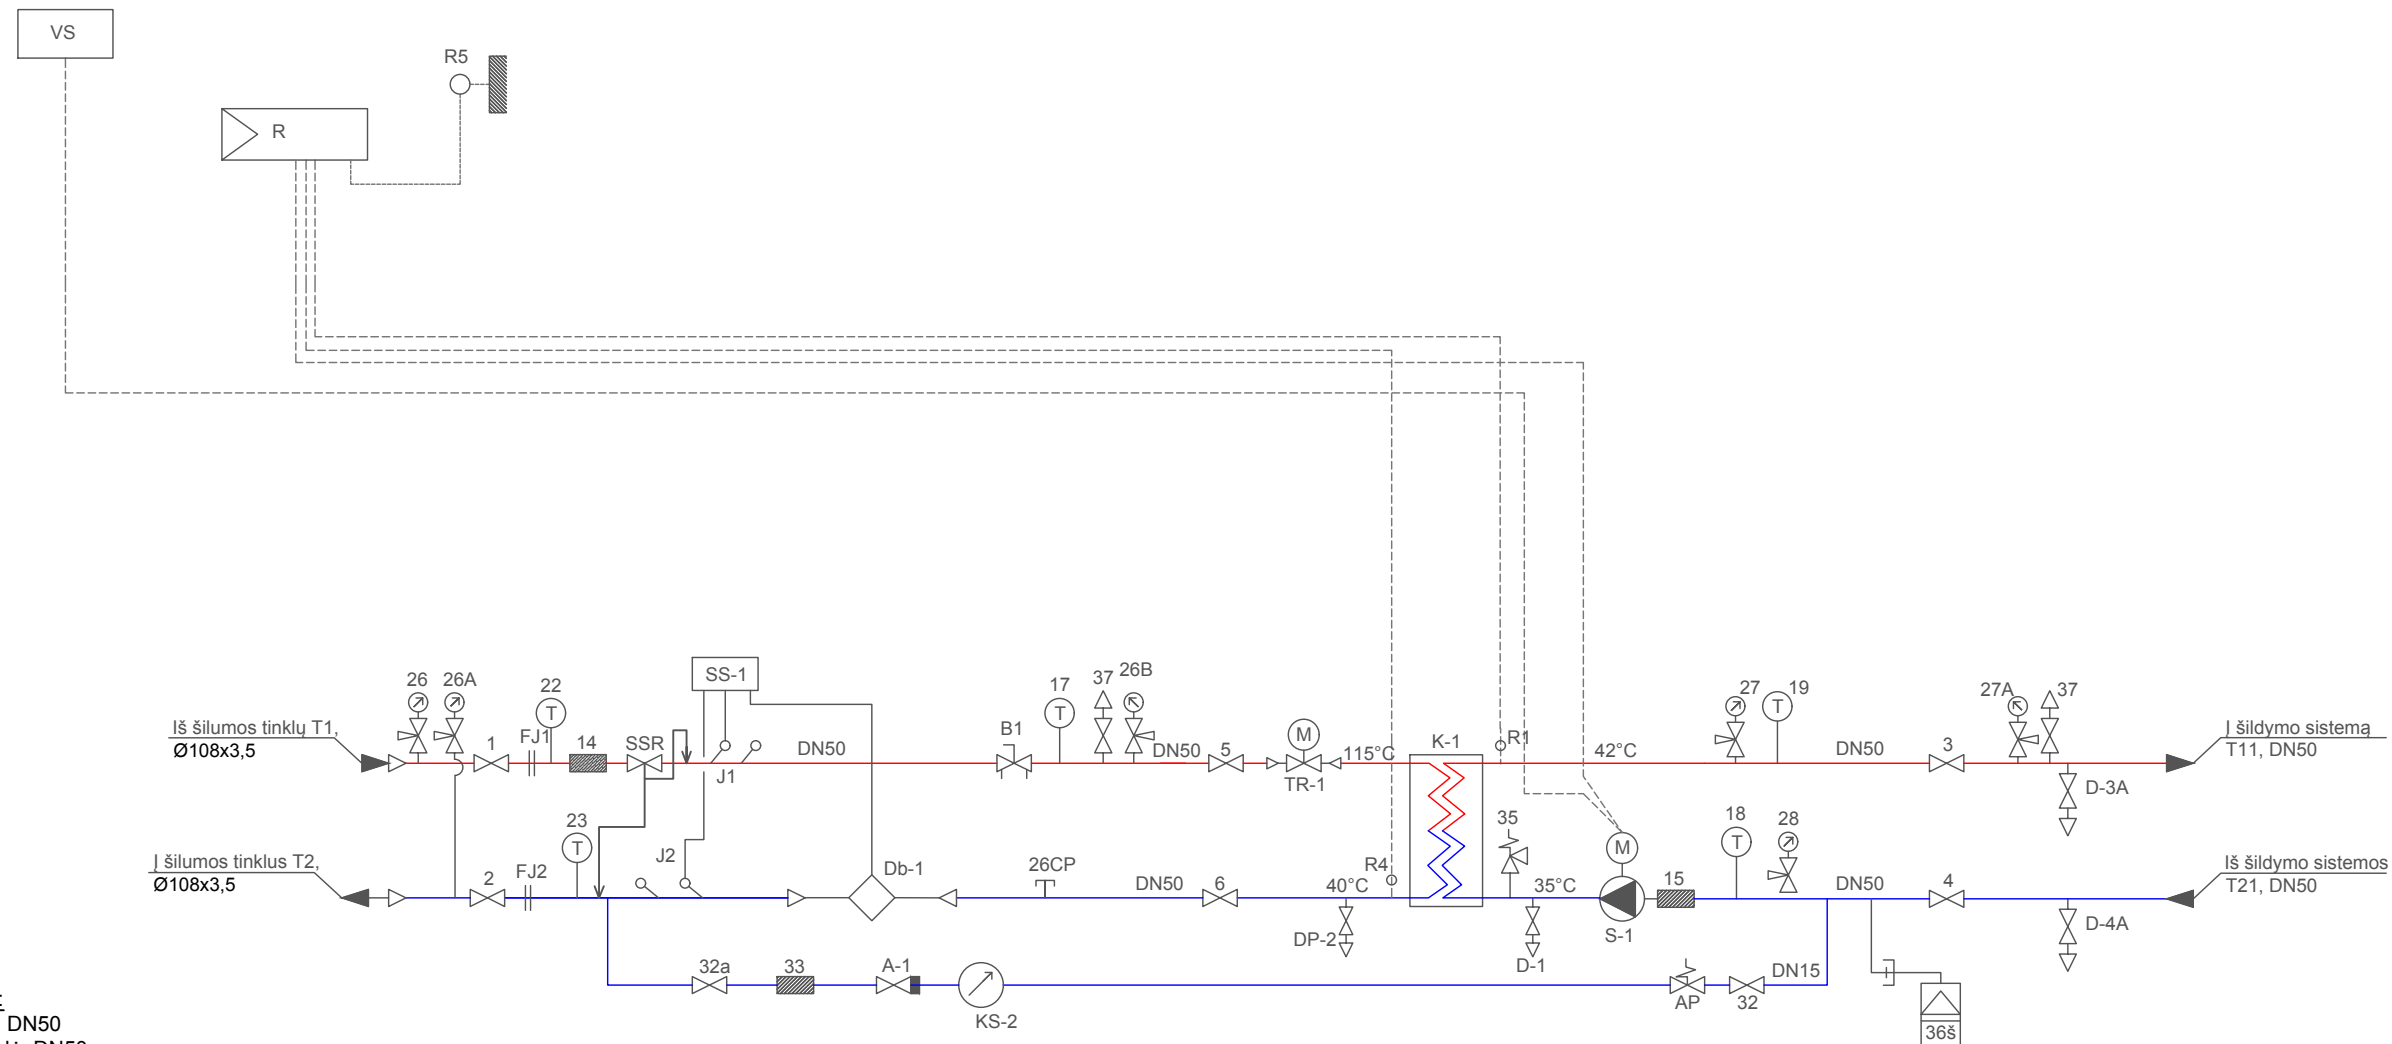 VS
R5
R
SS-1
26
26A
22
37
26B
17
27
19
27A
37
Iš šilumos tinklų T1,
Ø108x3,5
1
FJ1
14
SSR
J1
DN50
B1
DN50
5
TR-1
115°C
K-1
R1
42°C
DN50
3
Į šildymo sistemą
T11, DN50
T
T
T
M
D-3A
Į šilumos tinklus T2,
Ø108x3,5
2
FJ2
23
T
J2
Db-1
26CP
DN50
6
40°C
R4
DP-2
35
35°C
D-1
M
S-1
15
18
T
28
DN50
4
Iš šildymo sistemos
T21, DN50
D-4A
32a
33
A-1
KS-2
AP
32
DN15
36š
DN50
DN50